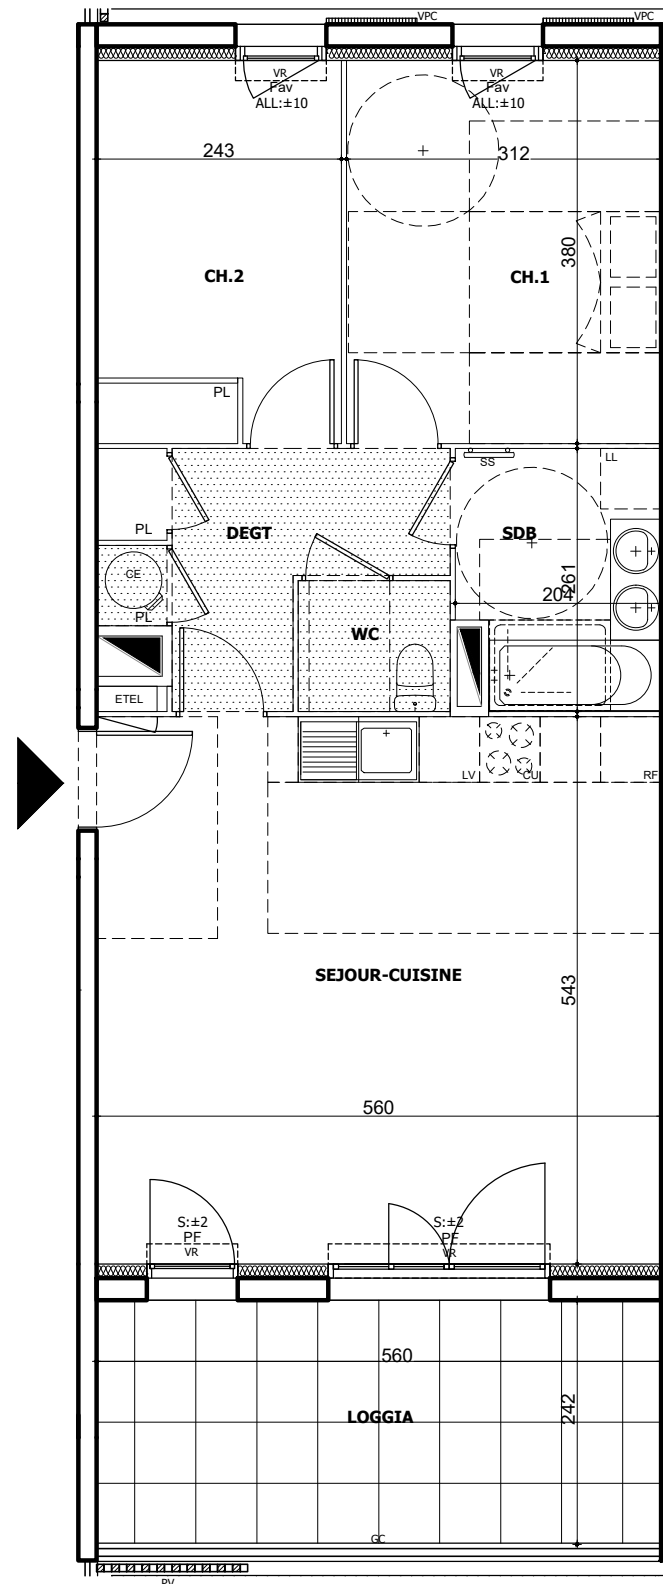 VPC
VPC
VR
Fav
ALL:±10
VR
Fav
ALL:±10
243
312
380
CH.2
CH.1
PL
SS
LL
PL
DEGT
SDB
CE
261
204
PL
WC
ETEL
LV
CU
RF
SEJOUR-CUISINE
543
560
S:±2
PF
VR
S:±2
PF
VR
560
242
LOGGIA
GC
PV